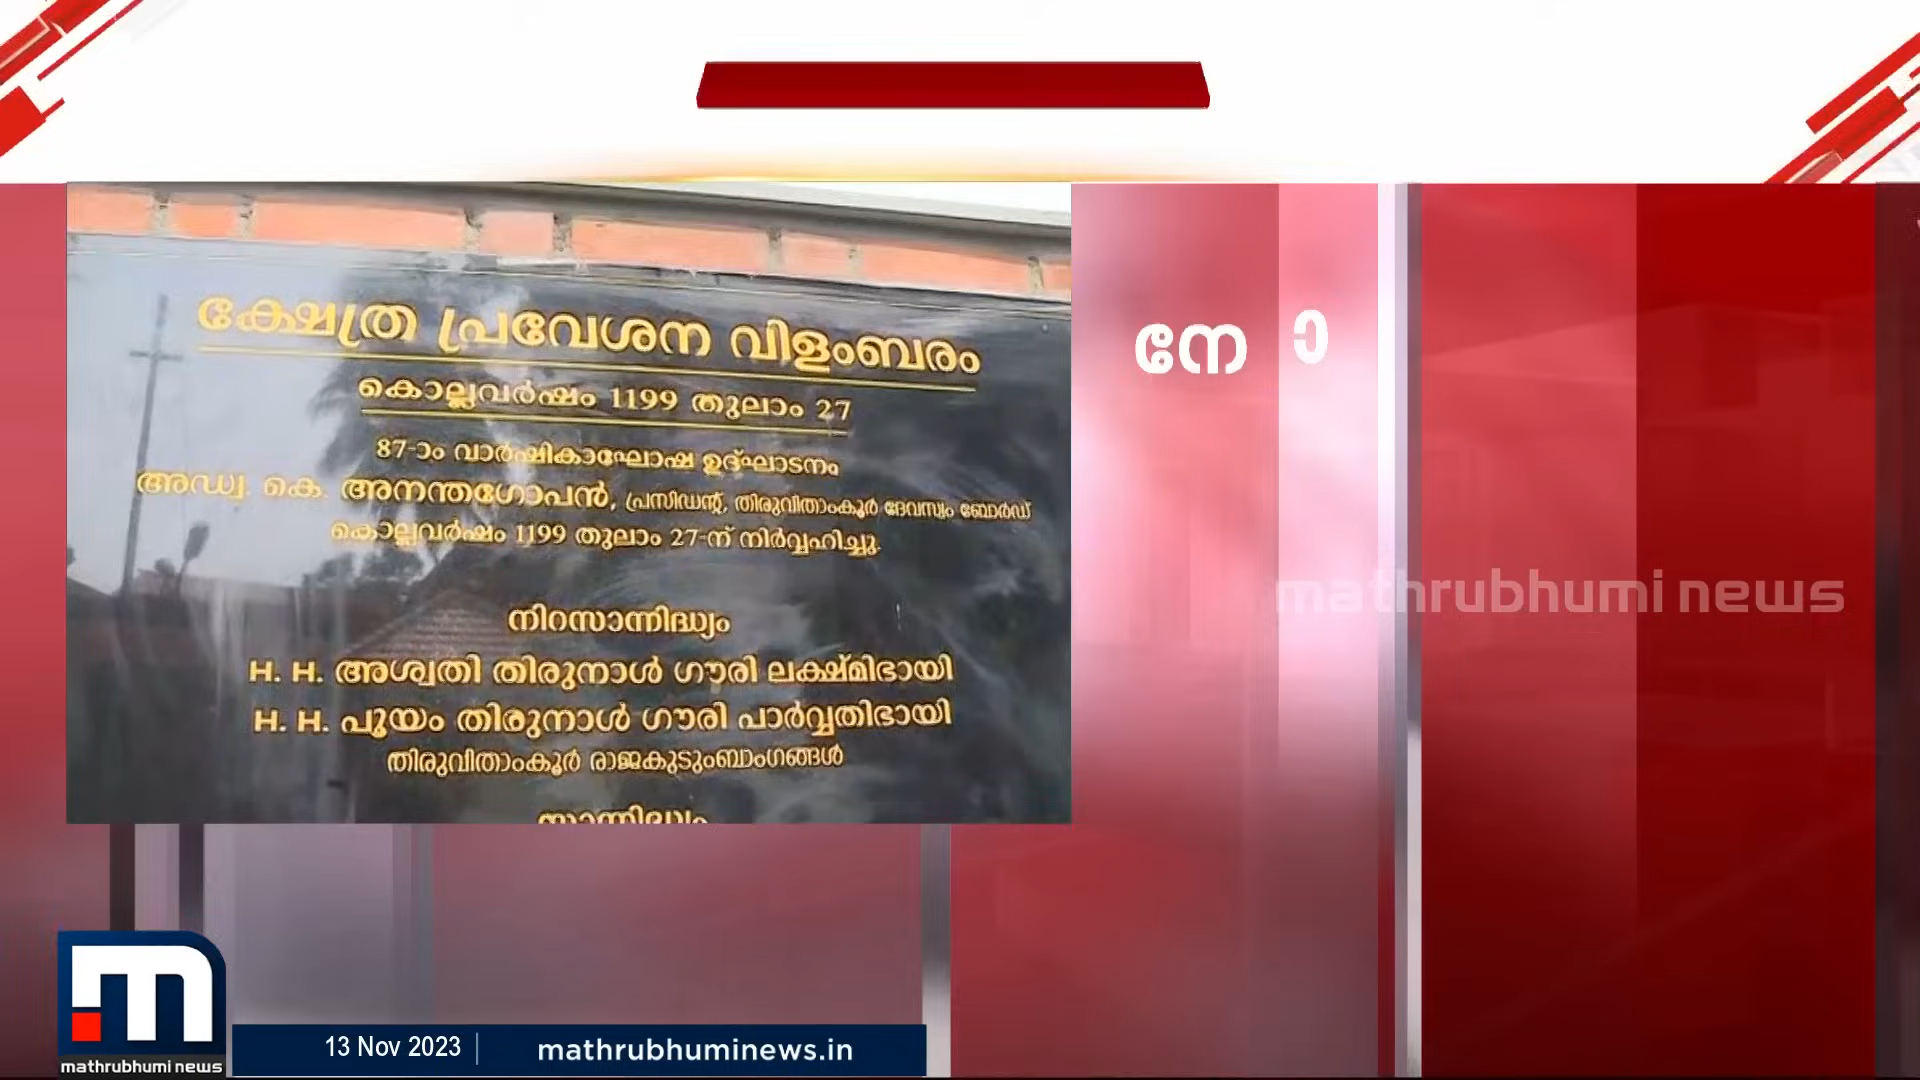 ക്ഷേത്ര പ്രവേശന വിളംബരം
കൊല്ലവർഷം 1199 തുലാം 27
87-ാം വാർഷികാഘോഷ ഉദ്ഘാടനം
അഡ്വ. കെ. അനന്തഗോപൻ, പ്രസിഡന്റ്, തിരുവിതാംകൂർ ദേവസ്വം ബോർഡ്
കൊല്ലവർഷം 1199 തുലാം 27-ന് നിർവ്വഹിച്ചു.
നിറസാന്നിദ്ധ്യം
H. H. അശ്വതി തിരുനാൾ ഗൗരി ലക്ഷ്മിഭായി
H. H. പൂയം തിരുനാൾ ഗൗരി പാർവ്വതിഭായി
തിരുവിതാംകൂർ രാജകുടുംബാംഗങ്ങൾ
നോ
mathrubhumi news
mathrubhumi news
13 Nov 2023
mathrubhuminews.in